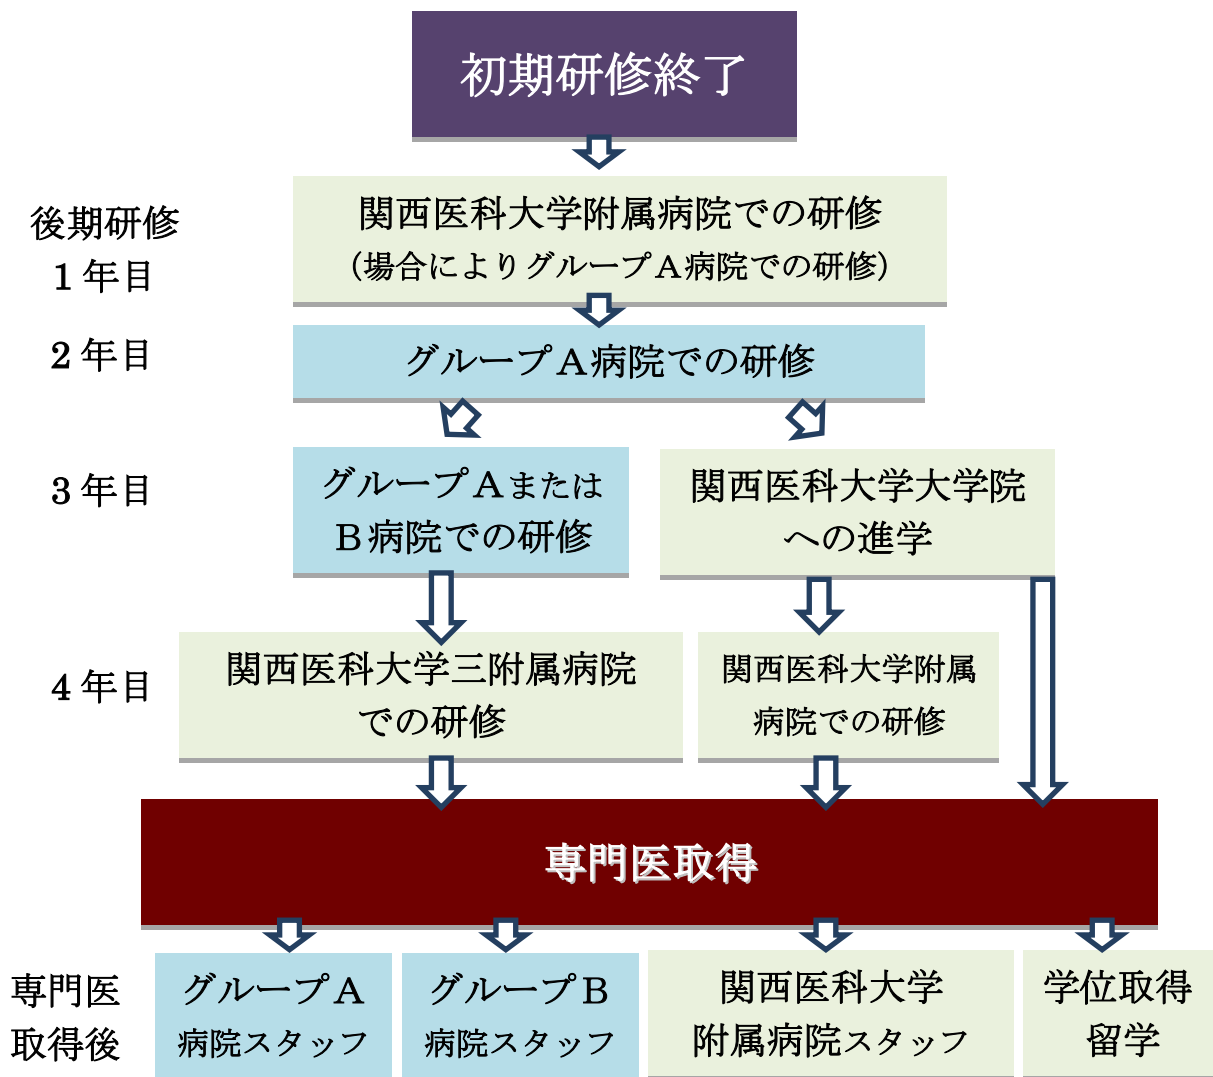 初期研修終了
後期研修
1年目
関西医科大学附属病院での研修
（場合によりグループＡ病院での研修）
2年目
グループＡ病院での研修
3年目
グループＡまたは
Ｂ病院での研修
関西医科大学大学院
への進学
4年目
関西医科大学三附属病院
での研修
関西医科大学附属
病院での研修
専門医取得
専門医
取得後
グループＡ
病院スタッフ
グループＢ
病院スタッフ
関西医科大学
附属病院スタッフ
学位取得
留学